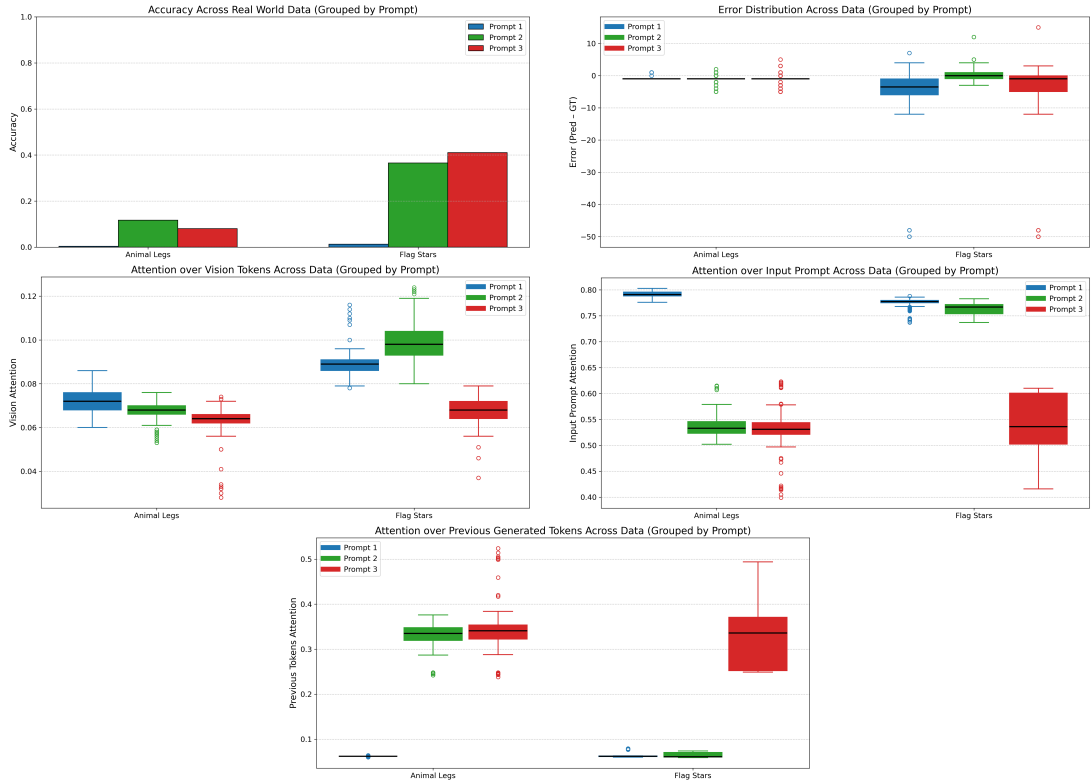 Accuracy Across Real World Data (Grouped by Prompt)
1.0
0.8
0.6
0.4
0.2
0.0
Accuracy
Prompt 1
Prompt 2
Prompt 3
Animal Legs
Flag Stars
Error Distribution Across Data (Grouped by Prompt)
10
0
−10
−20
−30
−40
−50
Error (Pred – GT)
Prompt 1
Prompt 2
Prompt 3
Animal Legs
Flag Stars
Attention over Vision Tokens Across Data (Grouped by Prompt)
0.12
0.10
0.08
0.06
0.04
Vision Attention
Prompt 1
Prompt 2
Prompt 3
Animal Legs
Flag Stars
Attention over Input Prompt Across Data (Grouped by Prompt)
0.80
0.75
0.70
0.65
0.60
0.55
0.50
0.45
0.40
Input Prompt Attention
Prompt 1
Prompt 2
Prompt 3
Animal Legs
Flag Stars
Attention over Previous Generated Tokens Across Data (Grouped by Prompt)
0.5
0.4
0.3
0.2
0.1
Previous Tokens Attention
Prompt 1
Prompt 2
Prompt 3
Animal Legs
Flag Stars